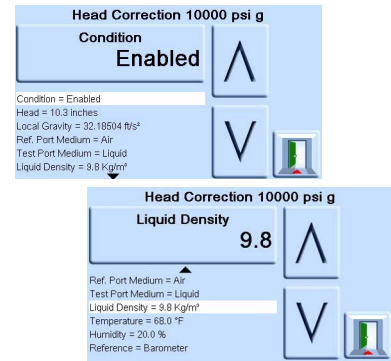 Head Correction 10000 psi g
Condition
Enabled
Condition = Enabled
Head = 10.3 inches
Local Gravity = 32.18504 ft/s²
Ref. Port Medium = Air
Test Port Medium = Liquid
Liquid Density = 9.8 Kg/m³
Head Correction 10000 psi g
Liquid Density
9.8
Ref. Port Medium = Air
Test Port Medium = Liquid
Liquid Density = 9.8 Kg/m³
Temperature = 68.0 °F
Humidity = 20.0 %
Reference = Barometer